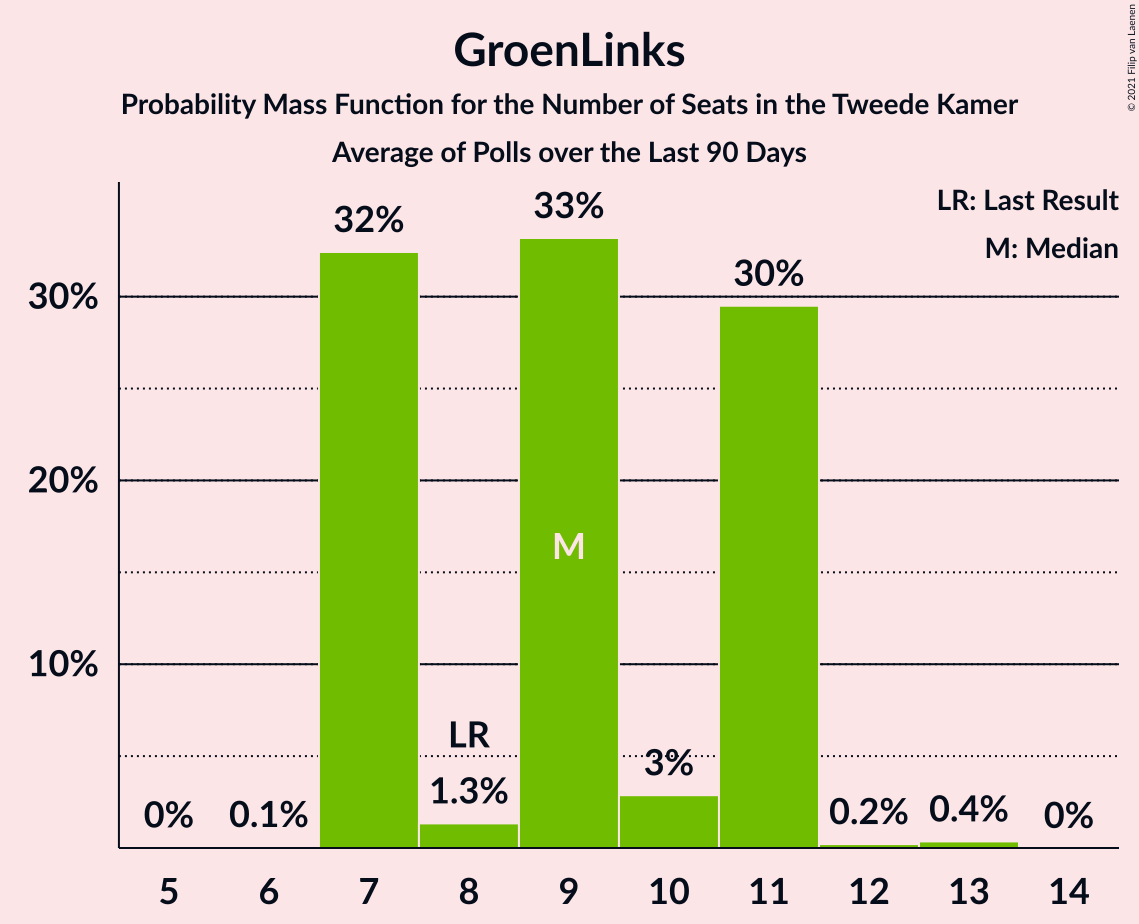 GroenLinks
Probability Mass Function for the Number of Seats in the Tweede Kamer
Average of Polls over the Last 90 Days
© 2021 Filip van Laenen
LR: Last Result
M: Median
30%
20%
10%
0%
0.1%
32%
LR
1.3%
33%
M
3%
30%
0.2%
0.4%
0%
5 6 7 8 9 10 11 12 13 14